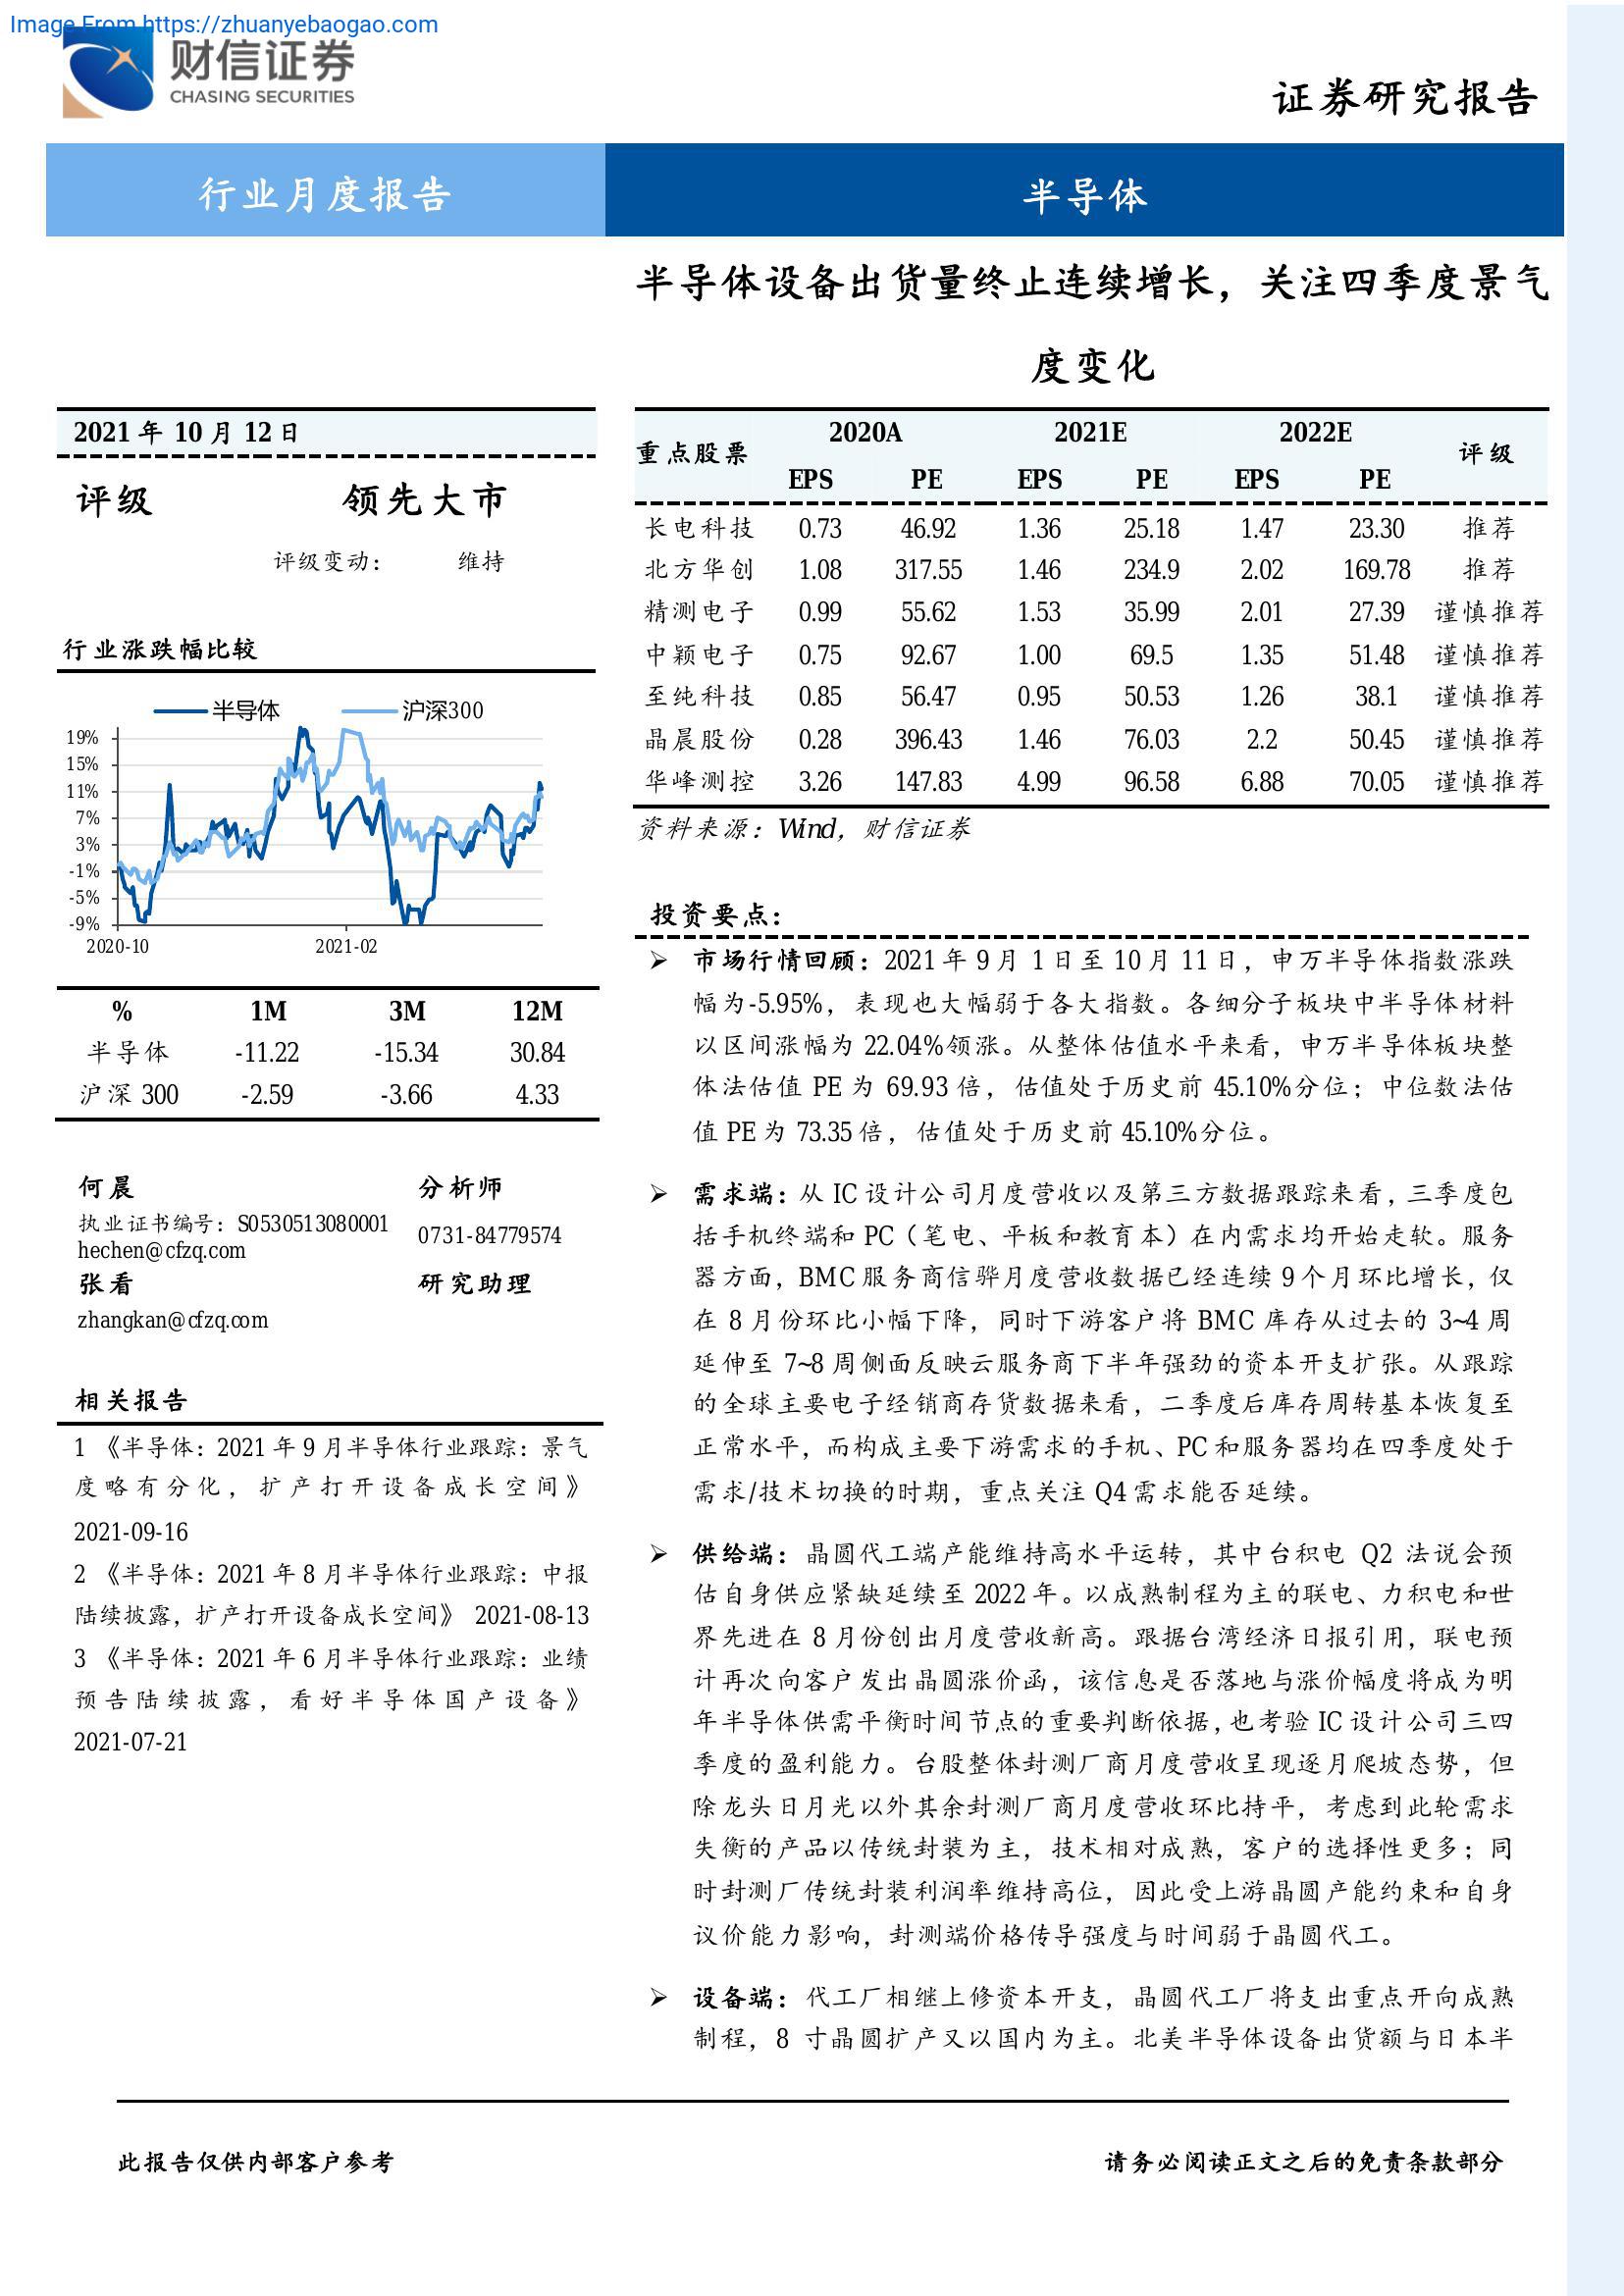 Image From https://zhuanyebaogao.com
财信证券
CHASING SECURITIES
证券研究报告
行业月度报告
半导体
半导体设备出货量终止连续增长，关注四季度景气
度变化
2021 年 10 月 12 日
评级 领先大市
评级变动： 维持
行业涨跌幅比较
半导体 沪深300
19%
15%
11%
7%
3%
-1%
-5%
-9%
2020-10 2021-02
% 1M 3M 12M
半导体 -11.22 -15.34 30.84
沪深 300 -2.59 -3.66 4.33
何晨 分析师
执业证书编号：S0530513080001 0731-84779574
hechen@cfzq.com
张看 研究助理
zhangkan@cfzq.com
相关报告
1 《半导体：2021 年 9 月半导体行业跟踪：景气
度略有分化，扩产打开设备成长空间》
2021-09-16
2 《半导体：2021 年 8 月半导体行业跟踪：中报
陆续披露，扩产打开设备成长空间》 2021-08-13
3 《半导体：2021 年 6 月半导体行业跟踪：业绩
预告陆续披露，看好半导体国产设备》
2021-07-21
重点股票 2020A 2021E 2022E 评级
EPS PE EPS PE EPS PE
长电科技 0.73 46.92 1.36 25.18 1.47 23.30 推荐
北方华创 1.08 317.55 1.46 234.9 2.02 169.78 推荐
精测电子 0.99 55.62 1.53 35.99 2.01 27.39 谨慎推荐
中颖电子 0.75 92.67 1.00 69.5 1.35 51.48 谨慎推荐
至纯科技 0.85 56.47 0.95 50.53 1.26 38.1 谨慎推荐
晶晨股份 0.28 396.43 1.46 76.03 2.2 50.45 谨慎推荐
华峰测控 3.26 147.83 4.99 96.58 6.88 70.05 谨慎推荐
资料来源：Wind，财信证券
投资要点：
➢ 市场行情回顾：2021 年 9 月 1 日至 10 月 11 日，申万半导体指数涨跌
幅为-5.95%，表现也大幅弱于各大指数。各细分子板块中半导体材料
以区间涨幅为 22.04%领涨。从整体估值水平来看，申万半导体板块整
体法估值 PE 为 69.93 倍，估值处于历史前 45.10%分位；中位数法估
值 PE 为 73.35 倍，估值处于历史前 45.10%分位。
➢ 需求端：从 IC 设计公司月度营收以及第三方数据跟踪来看，三季度包
括手机终端和 PC（笔电、平板和教育本）在内需求均开始走软。服务
器方面，BMC 服务商信骅月度营收数据已经连续 9 个月环比增长，仅
在 8 月份环比小幅下降，同时下游客户将 BMC 库存从过去的 3~4 周
延伸至 7~8 周侧面反映云服务商下半年强劲的资本开支扩张。从跟踪
的全球主要电子经销商存货数据来看，二季度后库存周转基本恢复至
正常水平，而构成主要下游需求的手机、PC 和服务器均在四季度处于
需求/技术切换的时期，重点关注 Q4 需求能否延续。
➢ 供给端：晶圆代工端产能维持高水平运转，其中台积电 Q2 法说会预
估自身供应紧缺延续至 2022 年。以成熟制程为主的联电、力积电和世
界先进在 8 月份创出月度营收新高。跟据台湾经济日报引用，联电预
计再次向客户发出晶圆涨价函，该信息是否落地与涨价幅度将成为明
年半导体供需平衡时间节点的重要判断依据，也考验 IC 设计公司三四
季度的盈利能力。台股整体封测厂商月度营收呈现逐月爬坡态势，但
除龙头日月光以外其余封测厂商月度营收环比持平，考虑到此轮需求
失衡的产品以传统封装为主，技术相对成熟，客户的选择性更多；同
时封测厂传统封装利润率维持高位，因此受上游晶圆产能约束和自身
议价能力影响，封测端价格传导强度与时间弱于晶圆代工。
➢ 设备端：代工厂相继上修资本开支，晶圆代工厂将支出重点开向成熟
制程，8 寸晶圆扩产又以国内为主。北美半导体设备出货额与日本半
此报告仅供内部客户参考
请务必阅读正文之后的免责条款部分